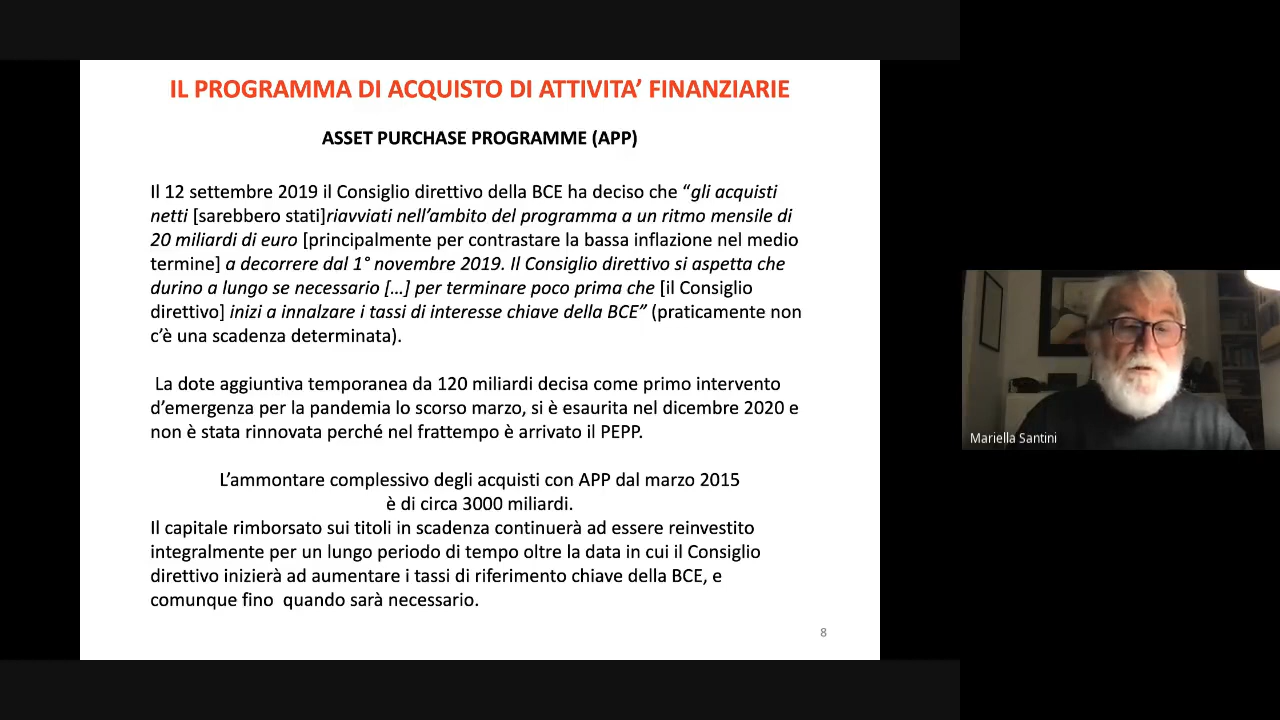 IL PROGRAMMA DI ACQUISTO DI ATTIVITA’ FINANZIARIE
ASSET PURCHASE PROGRAMME (APP)
Il 12 settembre 2019 il Consiglio direttivo della BCE ha deciso che “gli acquisti
netti [sarebbero stati]riavviati nell’ambito del programma a un ritmo mensile di
20 miliardi di euro [principalmente per contrastare la bassa inflazione nel medio
termine] a decorrere dal 1° novembre 2019. Il Consiglio direttivo si aspetta che
durino a lungo se necessario […] per terminare poco prima che [il Consiglio
direttivo] inizi a innalzare i tassi di interesse chiave della BCE” (praticamente non
c’è una scadenza determinata).
La dote aggiuntiva temporanea da 120 miliardi decisa come primo intervento
d’emergenza per la pandemia lo scorso marzo, si è esaurita nel dicembre 2020 e
non è stata rinnovata perché nel frattempo è arrivato il PEPP.
L’ammontare complessivo degli acquisti con APP dal marzo 2015
è di circa 3000 miliardi.
Il capitale rimborsato sui titoli in scadenza continuerà ad essere reinvestito
integralmente per un lungo periodo di tempo oltre la data in cui il Consiglio
direttivo inizierà ad aumentare i tassi di riferimento chiave della BCE, e
comunque fino  quando sarà necessario.
8
Mariella Santini